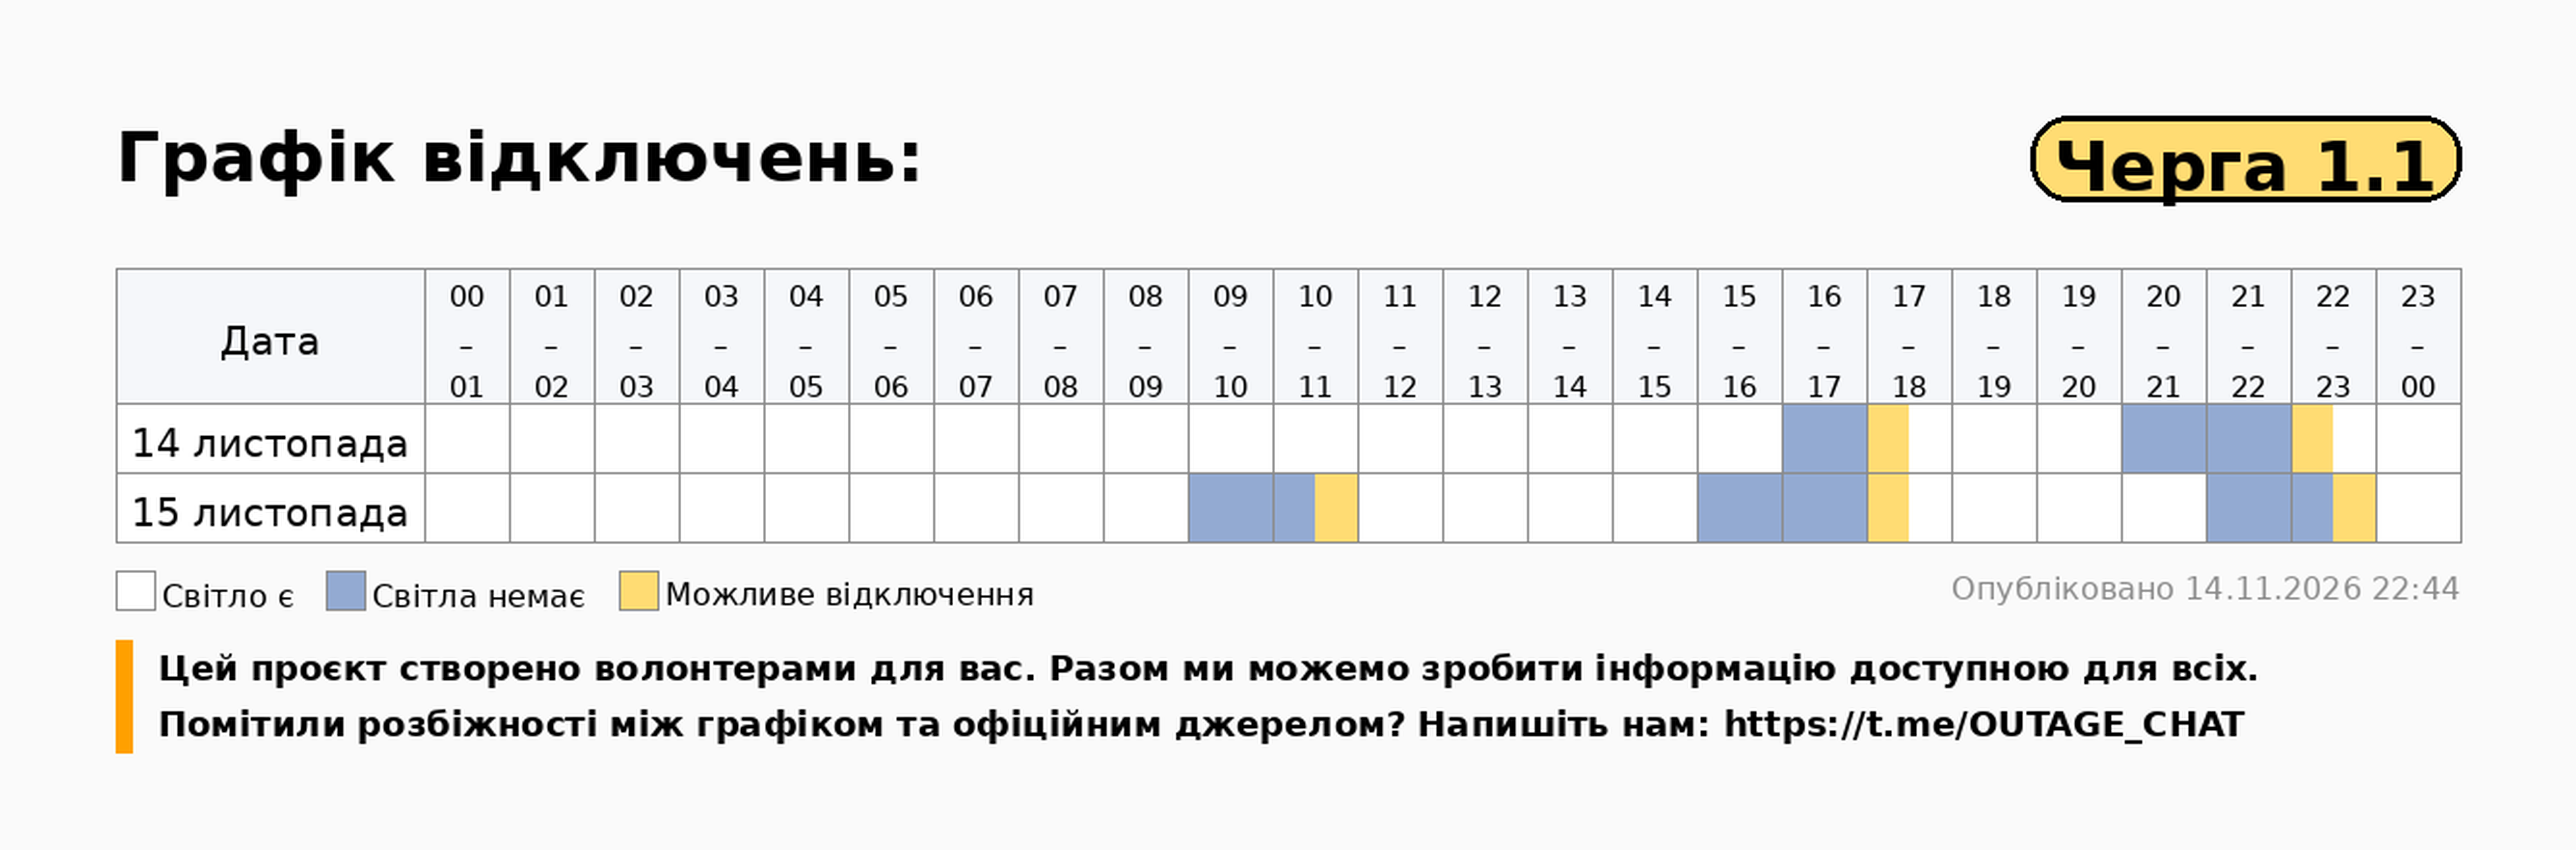 Графік відключень:
Черга 1.1
Дата
00 – 01
01 – 02
02 – 03
03 – 04
04 – 05
05 – 06
06 – 07
07 – 08
08 – 09
09 – 10
10 – 11
11 – 12
12 – 13
13 – 14
14 – 15
15 – 16
16 – 17
17 – 18
18 – 19
19 – 20
20 – 21
21 – 22
22 – 23
23 – 00
14 листопада
15 листопада
Світло є
Світла немає
Можливе відключення
Опубліковано 14.11.2026 22:44
Цей проєкт створено волонтерами для вас. Разом ми можемо зробити інформацію доступною для всіх.
Помітили розбіжності між графіком та офіційним джерелом? Напишіть нам: https://t.me/OUTAGE_CHAT